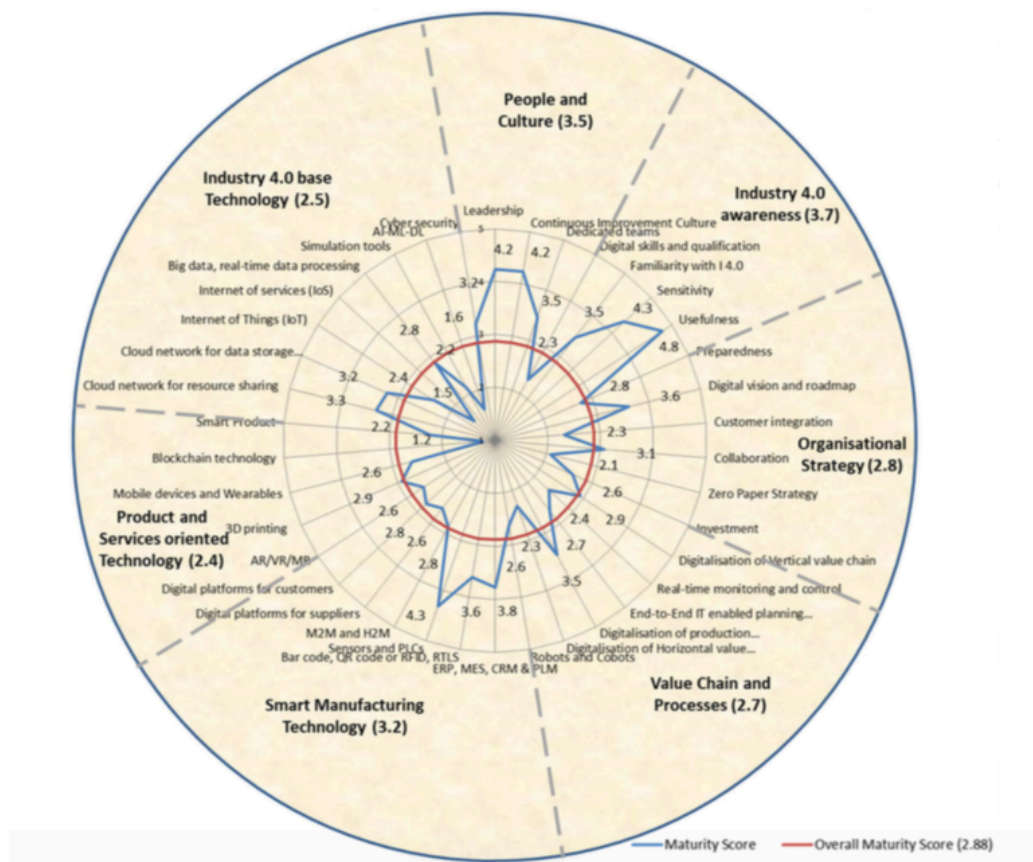 People and
Culture (3.5)
Industry 4.0 base
Technology (2.5)
Industry 4.0
awareness (3.7)
Leadership
Cyber security
Continuous Improvement Culture
AI-ML-DL
Dedicated teams
5
Simulation tools
4.2
4.2
Digital skills and qualification
Big data, real-time data processing
Familiarity with I 4.0
3.2
4
Internet of services (IoS)
3.5
Sensitivity
4.3
3.5
Internet of Things (IoT)
1.6
Usefulness
2.8
3
2.3
4.8
Cloud network for data storage...
2.2
Preparedness
3.2
2.4
2.8
Cloud network for resource sharing
Digital vision and roadmap
3.3
1.5
2
3.6
Smart Product
2.2
1.2
1
2.3
Customer integration
Organisational
Strategy (2.8)
Blockchain technology
3.1
Collaboration
2.6
2.1
Mobile devices and Wearables
2.9
2.6
Zero Paper Strategy
Product and
Services oriented
Technology (2.4)
3D printing
2.6
2.4
2.9
Investment
2.8
2.6
2.3
2.7
AR/VR/MR
2.8
2.6
3.5
Digitalisation of Vertical value chain
Digital platforms for customers
Real-time monitoring and control
4.3
3.6
3.8
Digital platforms for suppliers
End-to-End IT enabled planning...
M2M and H2M
Digitalisation of production...
Sensors and PLCs
Digitalisation of Horizontal value...
Bar code, QR code or RFID, RTLS
Robots and Cobots
ERP, MES, CRM & PLM
Value Chain and
Processes (2.7)
Smart Manufacturing
Technology (3.2)
Maturity Score
Overall Maturity Score (2.88)